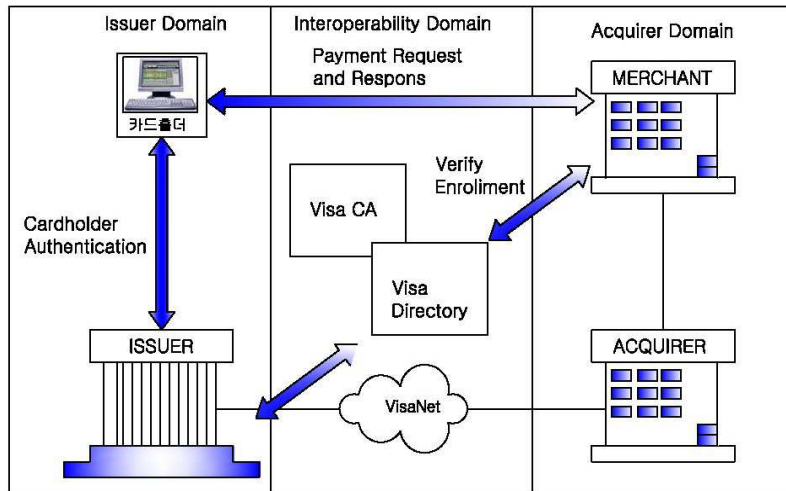 Issuer Domain
Interoperability Domain
Acquirer Domain
Payment Request
and Respons
MERCHANT
카드홀더
Verify
Enroliment
Visa CA
Cardholder
Authentication
Visa
Directory
ISSUER
ACQUIRER
VisaNet